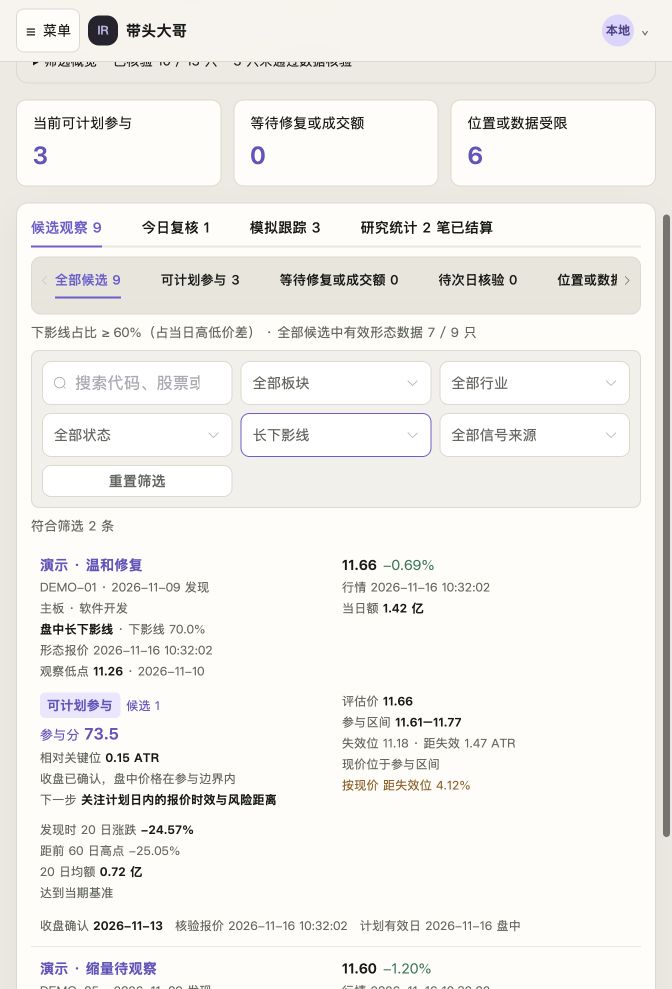 菜单
IR
带头大哥
本地
当前可计划参与
3
等待修复或成交额
0
位置或数据受限
6
候选观察 9
今日复核 1
模拟跟踪 3
研究统计 2 笔已结算
全部候选 9
可计划参与 3
等待修复或成交额 0
待次日核验 0
位置或数据
下影线占比 ≥ 60%（占当日高低价差） · 全部候选中有效形态数据 7 / 9 只
搜索代码、股票或
全部板块
全部行业
全部状态
长下影线
全部信号来源
重置筛选
符合筛选 2 条
演示 · 温和修复
DEMO-01 · 2026-11-09 发现
主板 · 软件开发
盘中长下影线 · 下影线 70.0%
形态报价 2026-11-16 10:32:02
观察低点 11.26 · 2026-11-10
11.66 -0.69%
行情 2026-11-16 10:32:02
当日额 1.42 亿
可计划参与 候选 1
参与分 73.5
相对关键位 0.15 ATR
收盘已确认，盘中价格在参与边界内
下一步 关注计划日内的报价时效与风险距离
评估价 11.66
参与区间 11.61—11.77
失效位 11.18 · 距失效 1.47 ATR
现价位于参与区间
按现价 距失效位 4.12%
发现时 20 日涨跌 -24.57%
距前 60 日高点 -25.05%
20 日均额 0.72 亿
达到当期基准
收盘确认 2026-11-13 核验报价 2026-11-16 10:32:02 计划有效日 2026-11-16 盘中
演示 · 缩量待观察
11.60 -1.20%